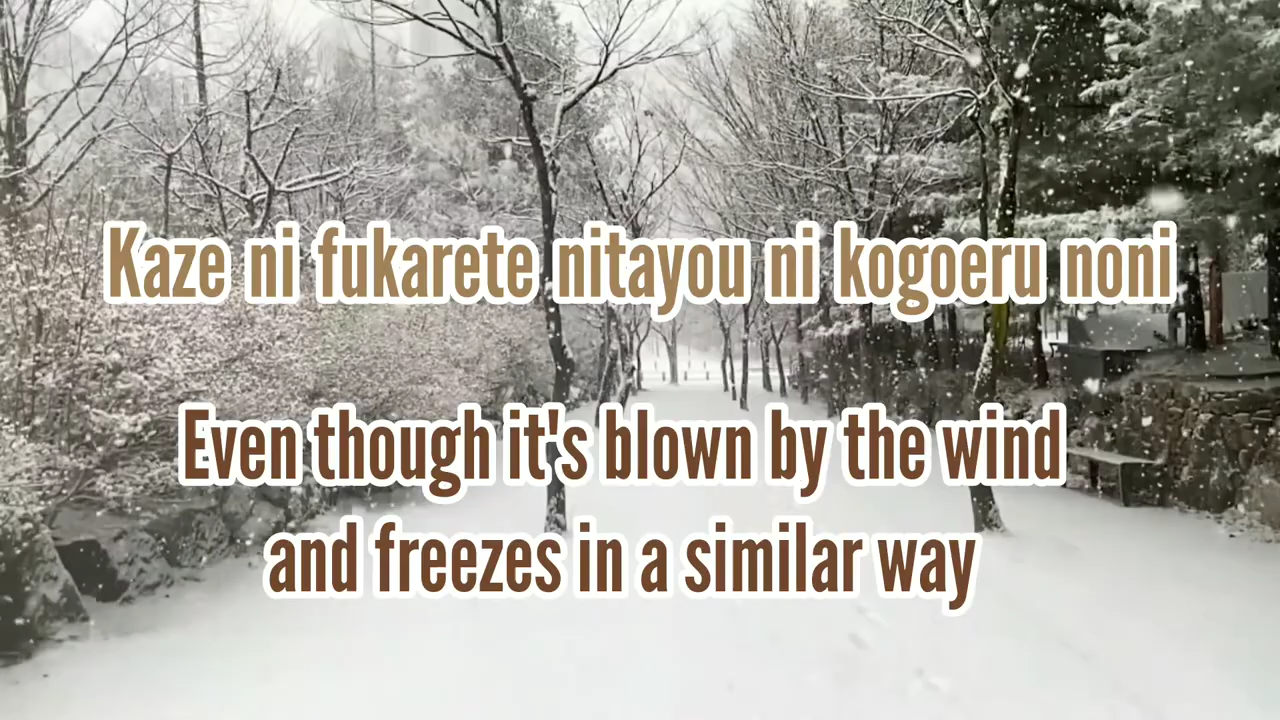 Kaze ni fukarete nitayou ni kogoeru noni
Even though it's blown by the wind
and freezes in a similar way